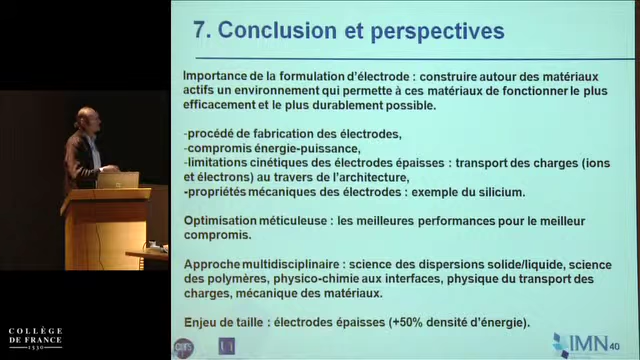 7. Conclusion et perspectives
Importance de la formulation d'électrode : construire autour des matériaux
actifs un environnement qui permette à ces matériaux de fonctionner le plus
efficacement et le plus durablement possible.
-procédé de fabrication des électrodes,
-compromis énergie-puissance,
-limitations cinétiques des électrodes épaisses : transport des charges (ions
et électrons) au travers de l'architecture,
-propriétés mécaniques des électrodes : exemple du silicium.
Optimisation méticuleuse : les meilleures performances pour le meilleur
compromis.
Approche multidisciplinaire : science des dispersions solide/liquide, science
des polymères, physico-chimie aux interfaces, physique du transport des
charges, mécanique des matériaux.
Enjeu de taille : électrodes épaisses (+50% densité d'énergie).
COLLÈGE
DE FRANCE
1530
IMN 40